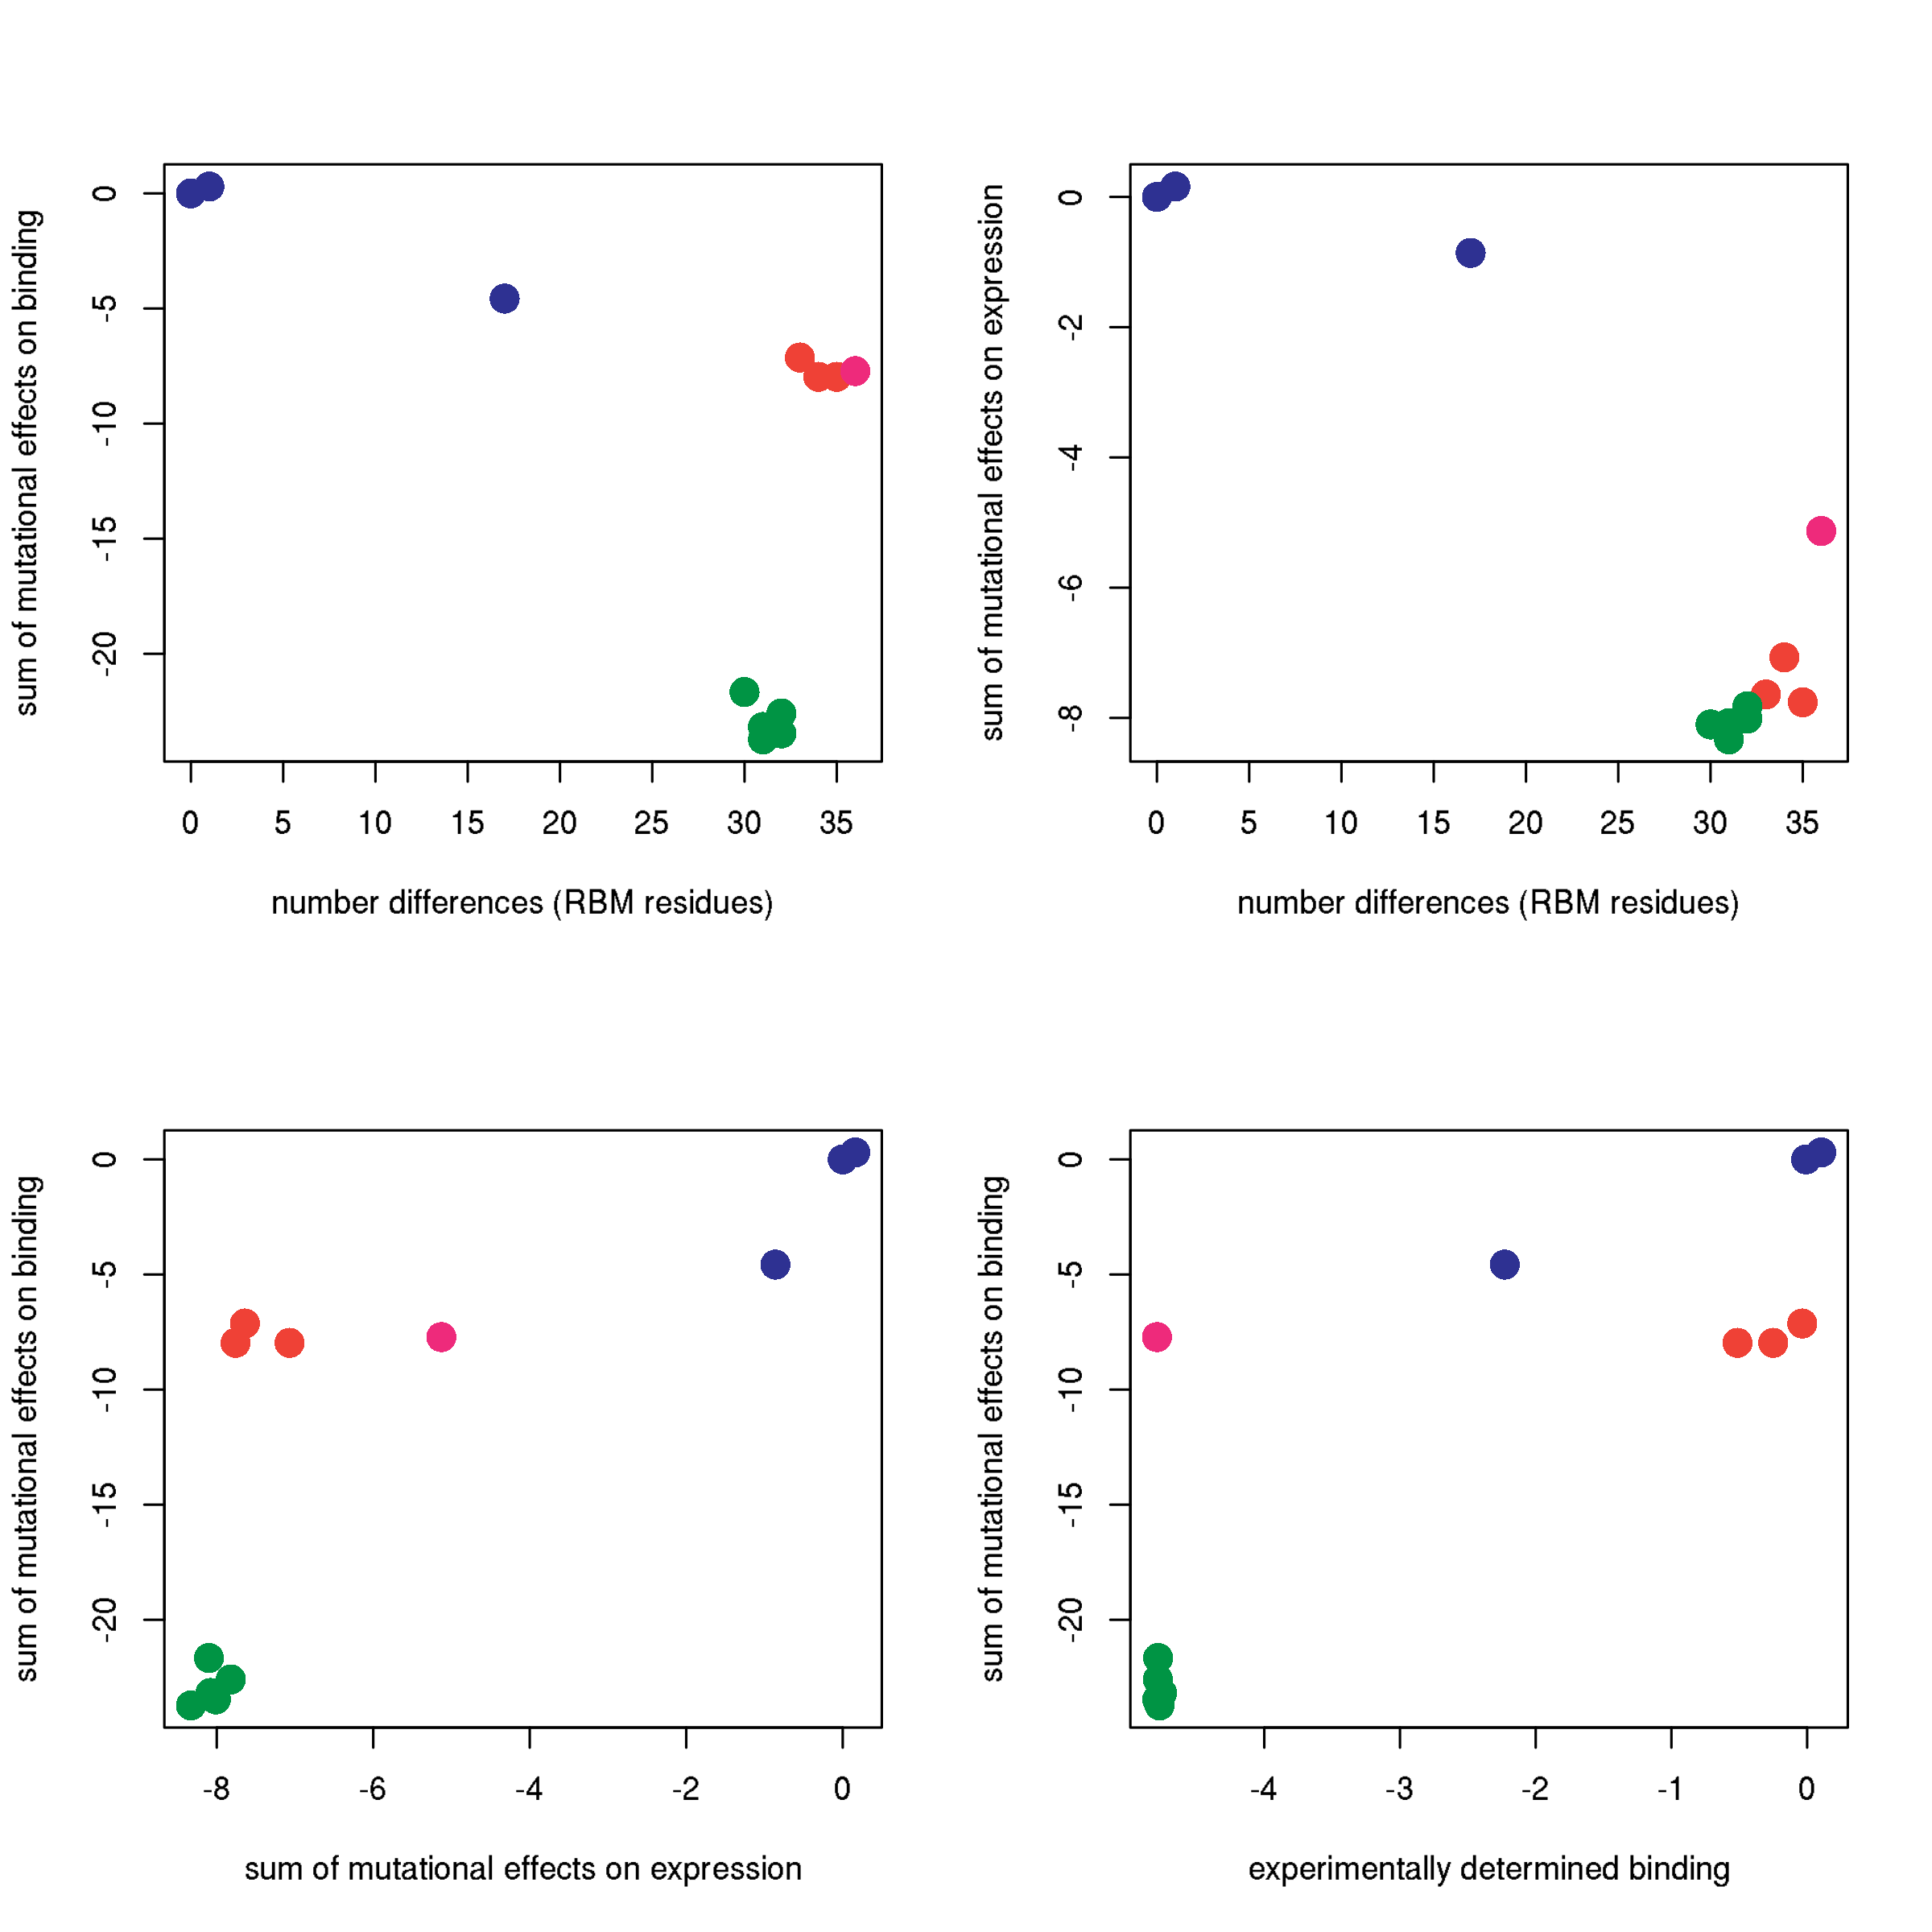 sum of mutational effects on binding
0
-5
-10
-15
-20
0 5 10 15 20 25 30 35
number differences (RBM residues)
sum of mutational effects on expression
0
-2
-4
-6
-8
0 5 10 15 20 25 30 35
number differences (RBM residues)
sum of mutational effects on binding
0
-5
-10
-15
-20
-8 -6 -4 -2 0
sum of mutational effects on expression
sum of mutational effects on binding
0
-5
-10
-15
-20
-4 -3 -2 -1 0
experimentally determined binding